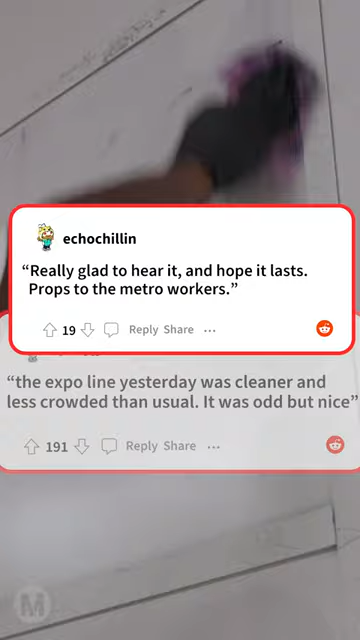 echochillin
“Really glad to hear it, and hope it lasts.
Props to the metro workers.”
19 Reply Share ...
“the expo line yesterday was cleaner and
less crowded than usual. It was odd but nice”
191 Reply Share ...
M